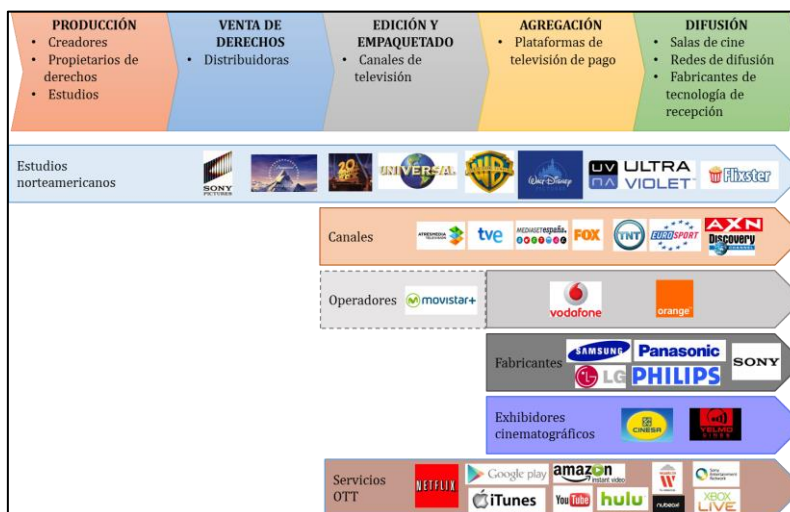 PRODUCCIÓN
• Creadores
• Propietarios de
derechos
• Estudios
VENTA DE
DERECHOS
• Distribuidoras
EDICIÓN Y
EMPAQUETADO
• Canales de
televisión
AGREGACIÓN
• Plataformas de
televisión de pago
DIFUSIÓN
• Salas de cine
• Redes de difusión
• Fabricantes de
tecnología de
recepción
Estudios
norteamericanos
SONY
PICTURES
Paramount
20
FOX
UNIVERSAL
WB
WALT DISNEY
UV
ULTRA
VIOLET
Flixster
Canales
ATRESMEDIA
TELEVISIÓN
tve
MEDIASETespaña.
FOX
TNT
EUROSPORT
AXN
Discovery
CHANNEL
Operadores
movistar+
vodafone
orange
Fabricantes
SAMSUNG
Panasonic
SONY
LG
PHILIPS
Exhibidores
cinematográficos
CINESA
YELMO
CINES
Servicios
OTT
NETFLIX
Google play
amazon
instant video
W
Sony
Entertainment
Network
iTunes
YouTube
hulu
nubeox
XBOX
LIVE